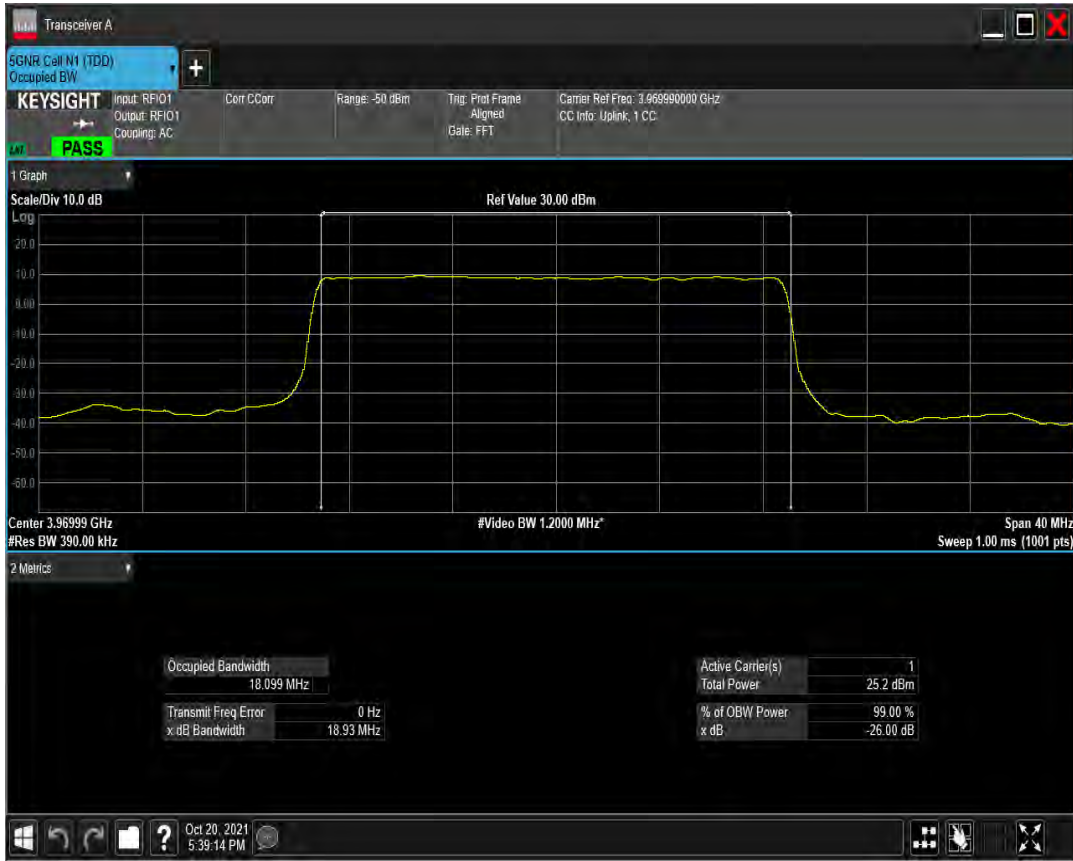 Transceiver A
5GNR Cell N1 (TDD)
Occupied BW
+
KEYSIGHT
Input: RFIO1
Output: RFIO1
Coupling: AC
Corr CCorr
Range: -50 dBm
Trig: Prot Frame
Aligned
Gate: FFT
Carrier Ref Freq: 3.969990000 GHz
CC Info: Uplink, 1 CC
PASS
1 Graph
Scale/Div 10.0 dB
Ref Value 30.00 dBm
Log
20.0
10.0
0.00
-10.0
-20.0
-30.0
-40.0
-50.0
-60.0
Center 3.96999 GHz
#Video BW 1.2000 MHz*
Span 40 MHz
#Res BW 390.00 kHz
Sweep 1.00 ms (1001 pts)
2 Metrics
Occupied Bandwidth
18.099 MHz
Transmit Freq Error 0 Hz
x dB Bandwidth 18.93 MHz
Active Carrier(s) 1
Total Power 25.2 dBm
% of OBW Power 99.00 %
x dB -26.00 dB
?
Oct 20, 2021
5:39:14 PM